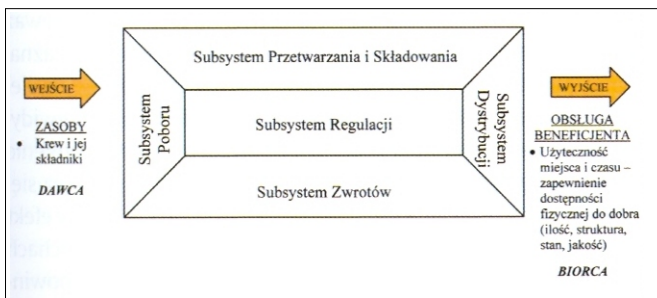 Subsystem Przetwarzania i Składowania
WEJŚCIE
ZASOBY
• Krew i jej
składniki
DAWCA
Subsystem
Poboru
Subsystem Regulacji
Subsystem
Dystrybucji
Subsystem Zwrotów
WYJŚCIE
OBSŁUGA
BENEFICJENTA
• Użyteczność
miejsca i czasu –
zapewnienie
dostępności
fizycznej do dobra
(ilość, struktura,
stan, jakość)
BIORCA